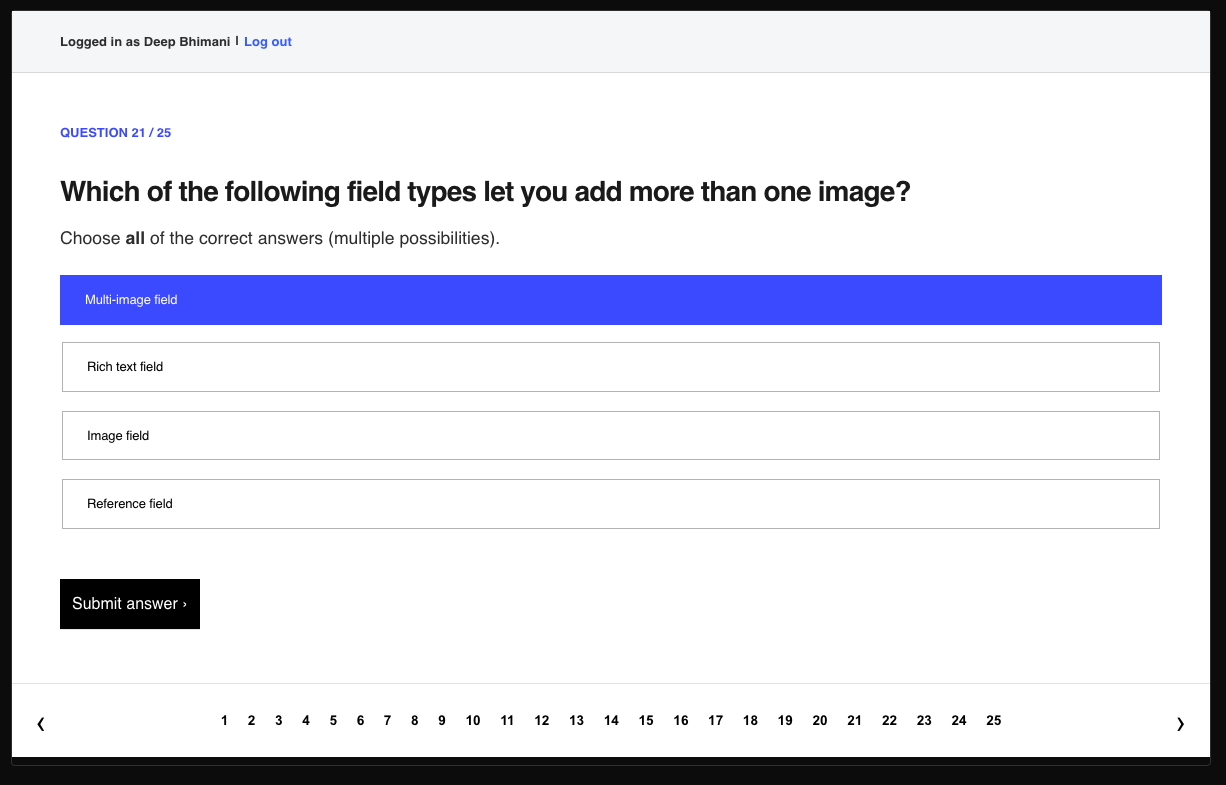 Logged in as Deep Bhimani | Log out
QUESTION 21 / 25
Which of the following field types let you add more than one image?
Choose all of the correct answers (multiple possibilities).
Multi-image field
Rich text field
Image field
Reference field
Submit answer ›
‹ 1 2 3 4 5 6 7 8 9 10 11 12 13 14 15 16 17 18 19 20 21 22 23 24 25 ›